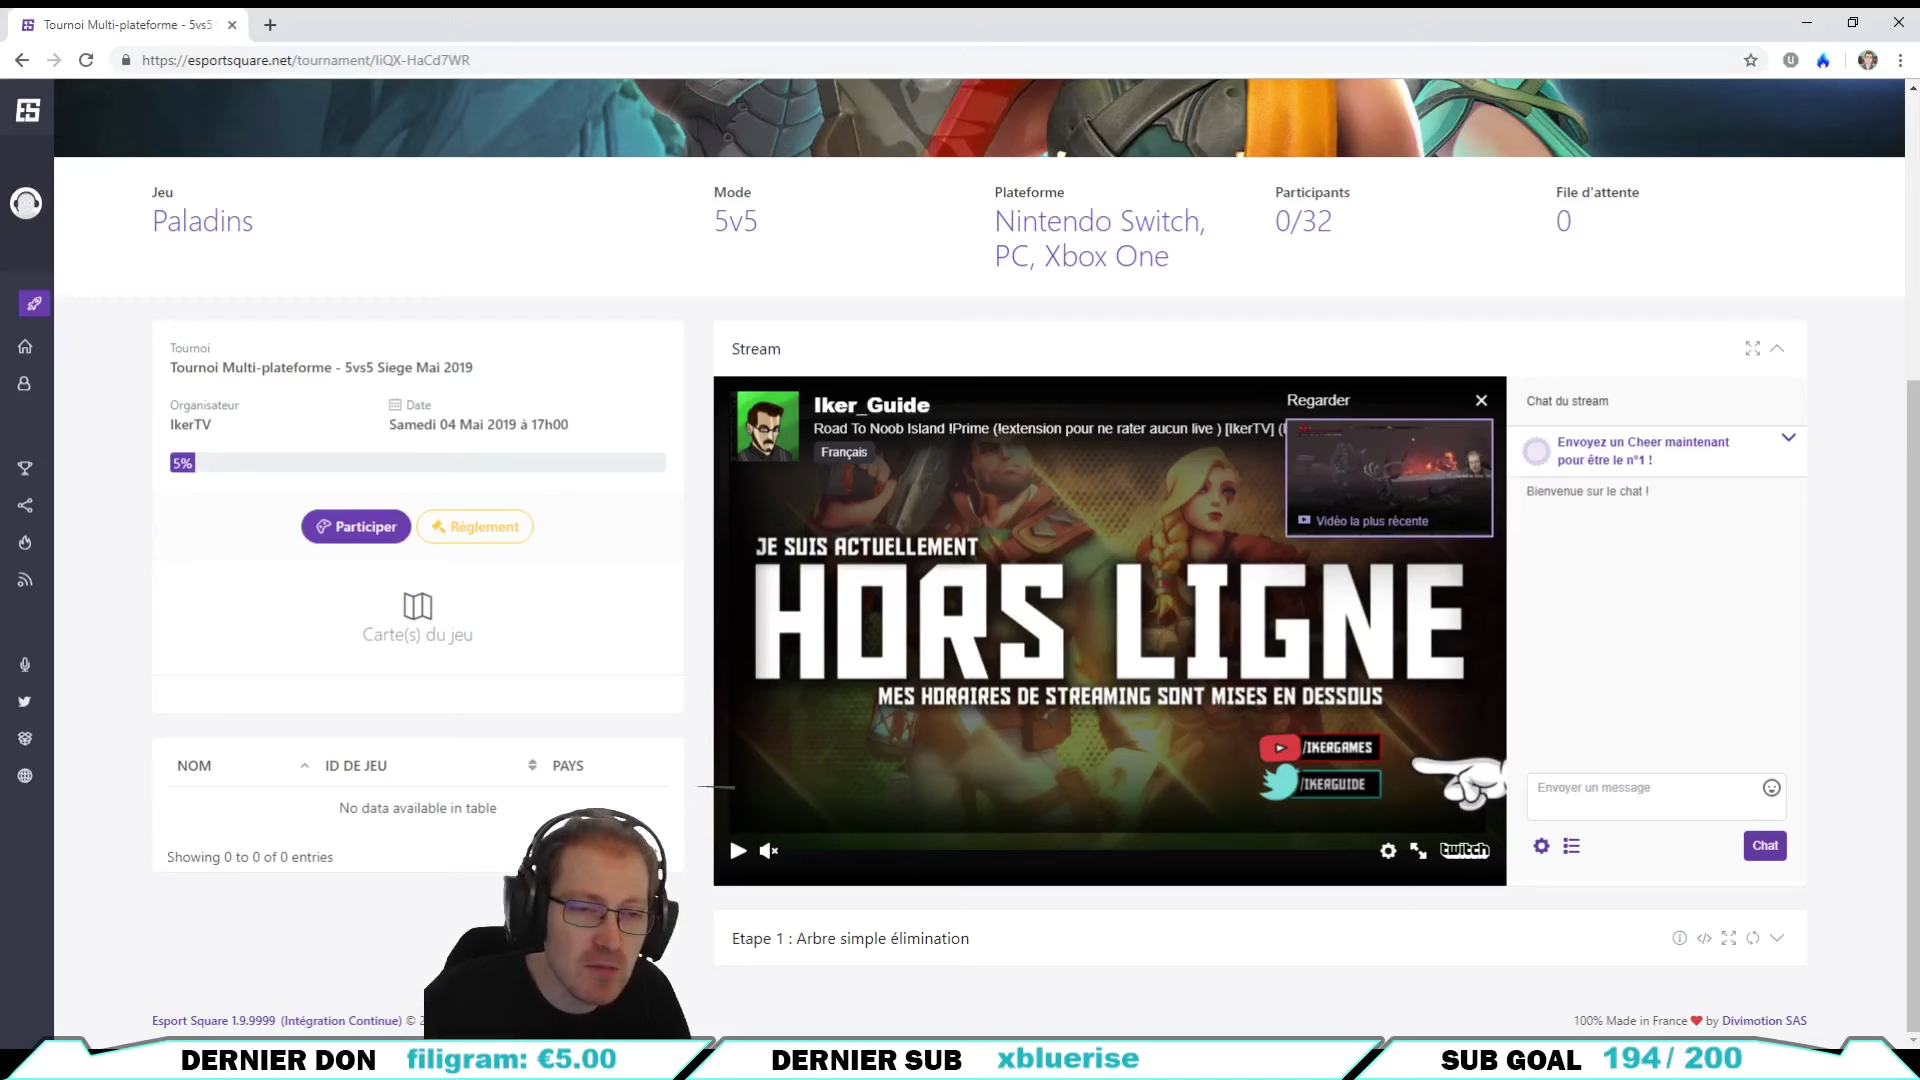 Tournoi Multi-plateforme - 5vs5
https://esportsquare.net/tournament/liQX-HaCd7WR
Jeu
Paladins
Mode
5v5
Plateforme
Nintendo Switch,
PC, Xbox One
Participants
0/32
File d'attente
0
Tournoi
Tournoi Multi-plateforme - 5vs5 Siege Mai 2019
Organisateur
IkerTV
Date
Samedi 04 Mai 2019 à 17h00
5%
Participer
Réglement
Carte(s) du jeu
NOM
ID DE JEU
PAYS
No data available in table
Showing 0 to 0 of 0 entries
Stream
Iker_Guide
Road To Noob Island !Prime (!extension pour ne rater aucun live ) [IkerTV]
Français
Regarder
Vidéo la plus récente
JE SUIS ACTUELLEMENT
HORS LIGNE
MES HORAIRES DE STREAMING SONT MISES EN DESSOUS
/IKERGAMES
/IKERGUIDE
twitch
Chat du stream
Envoyez un Cheer maintenant
pour être le n°1 !
Bienvenue sur le chat !
Envoyer un message
Chat
Etape 1 : Arbre simple élimination
Esport Square 1.9.9999 (Intégration Continue) ©
100% Made in France ❤ by Divimotion SAS
DERNIER DON filigram: €5.00
DERNIER SUB xbluerise
SUB GOAL 194 / 200